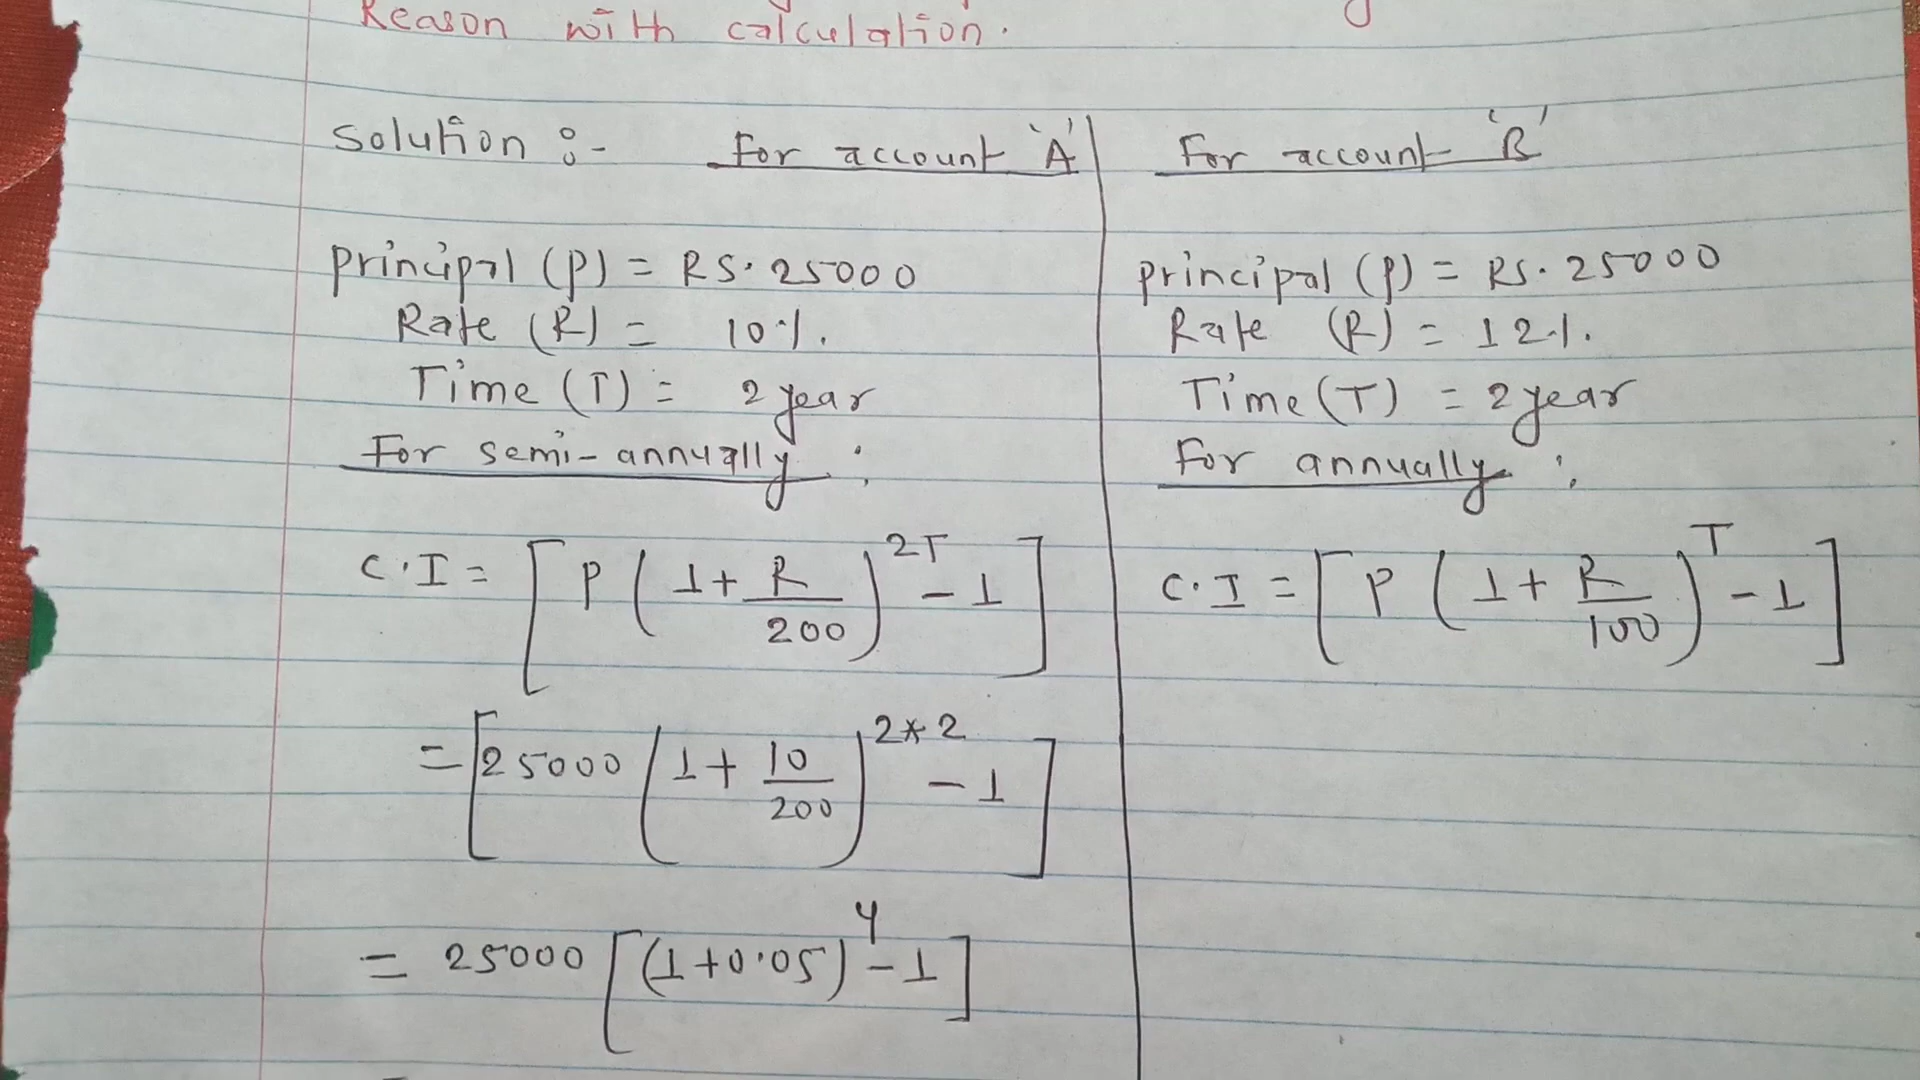 Reason with calculation.
Solution :- For account 'A'
principal (P) = RS. 25000
Rate (R) = 10%.
Time (T) = 2 year
For semi-annually :
C.I = [P(1 + R/200)^2T - 1]
= [25000(1 + 10/200)^2*2 - 1]
= 25000[(1+0.05)^4 - 1]
For account 'B'
principal (P) = RS. 25000
Rate (R) = 12%.
Time (T) = 2 year
For annually :
C.I = [P(1 + R/100)^T - 1]